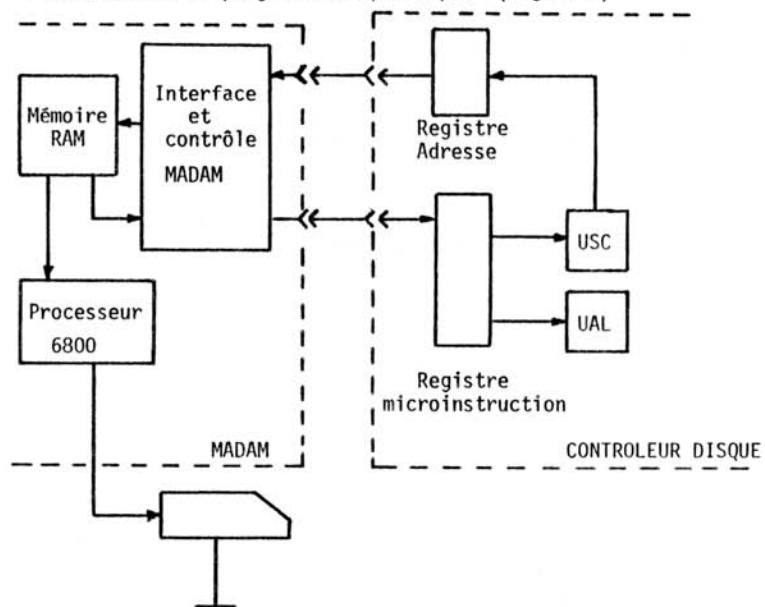 Interface
et
contrôle
MADAM
Mémoire
RAM
Registre
Adresse
USC
Processeur
6800
UAL
Registre
microinstruction
MADAM
CONTROLEUR DISQUE